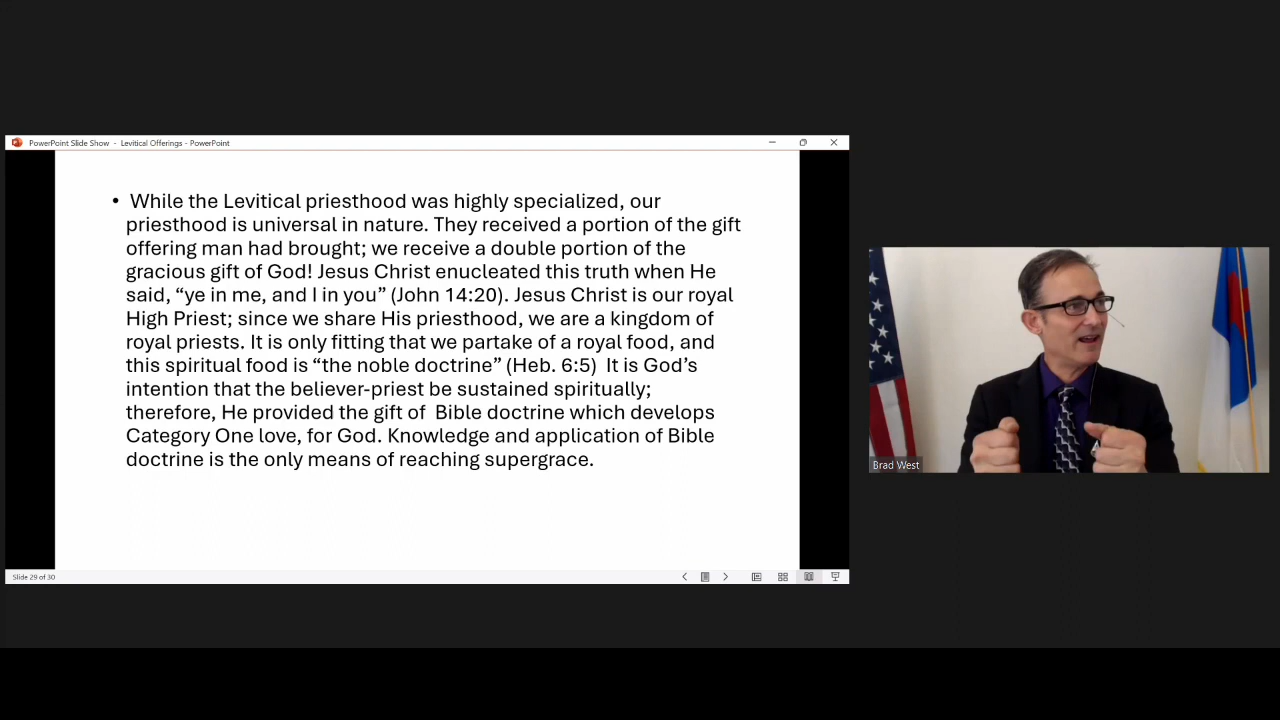 PowerPoint Slide Show - Levitical Offerings - PowerPoint
• While the Levitical priesthood was highly specialized, our
priesthood is universal in nature. They received a portion of the gift
offering man had brought; we receive a double portion of the
gracious gift of God! Jesus Christ enucleated this truth when He
said, “ye in me, and I in you” (John 14:20). Jesus Christ is our royal
High Priest; since we share His priesthood, we are a kingdom of
royal priests. It is only fitting that we partake of a royal food, and
this spiritual food is “the noble doctrine” (Heb. 6:5)  It is God’s
intention that the believer-priest be sustained spiritually;
therefore, He provided the gift of  Bible doctrine which develops
Category One love, for God. Knowledge and application of Bible
doctrine is the only means of reaching supergrace.
Slide 29 of 30
Brad West